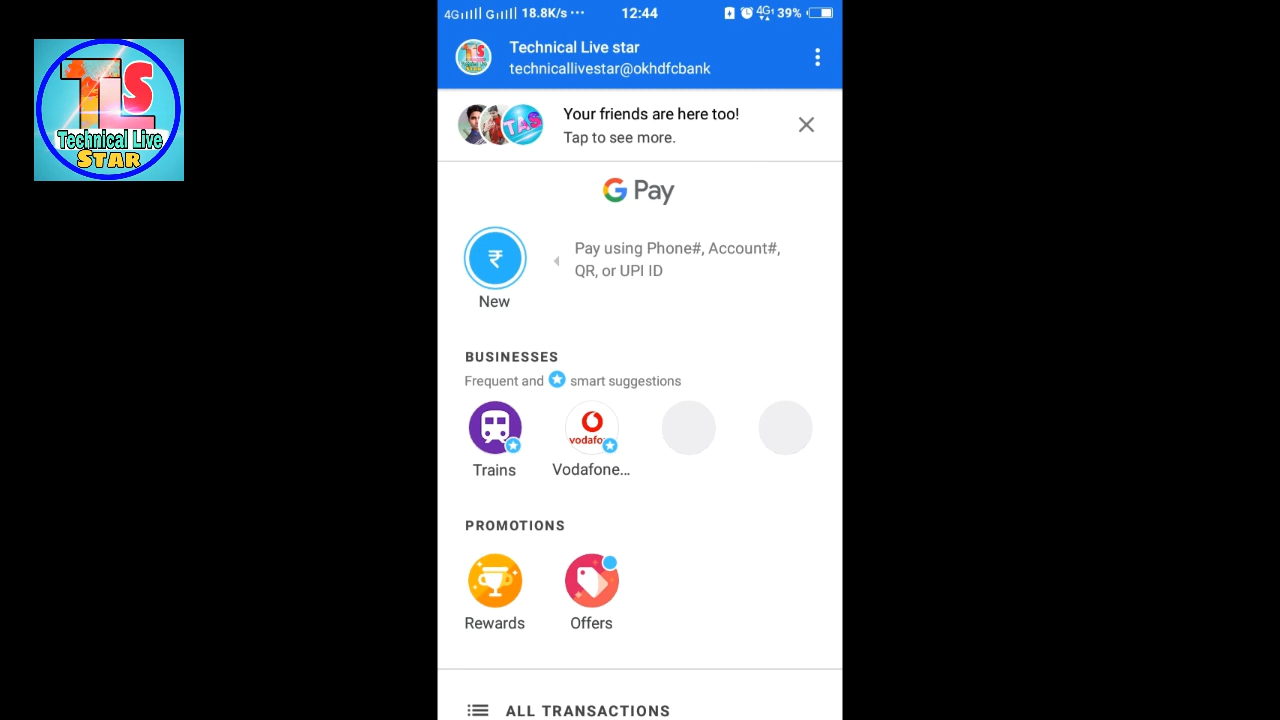 TLS
Technical Live
STAR
4G G 18.8K/s ··· 12:44 4G 39%
Technical Live star
technicallivestar@okhdfcbank
TAS
Your friends are here too!
Tap to see more.
G Pay
₹
New
Pay using Phone#, Account#,
QR, or UPI ID
BUSINESSES
Frequent and smart suggestions
vodafo
Trains
Vodafone...
PROMOTIONS
Rewards
Offers
ALL TRANSACTIONS